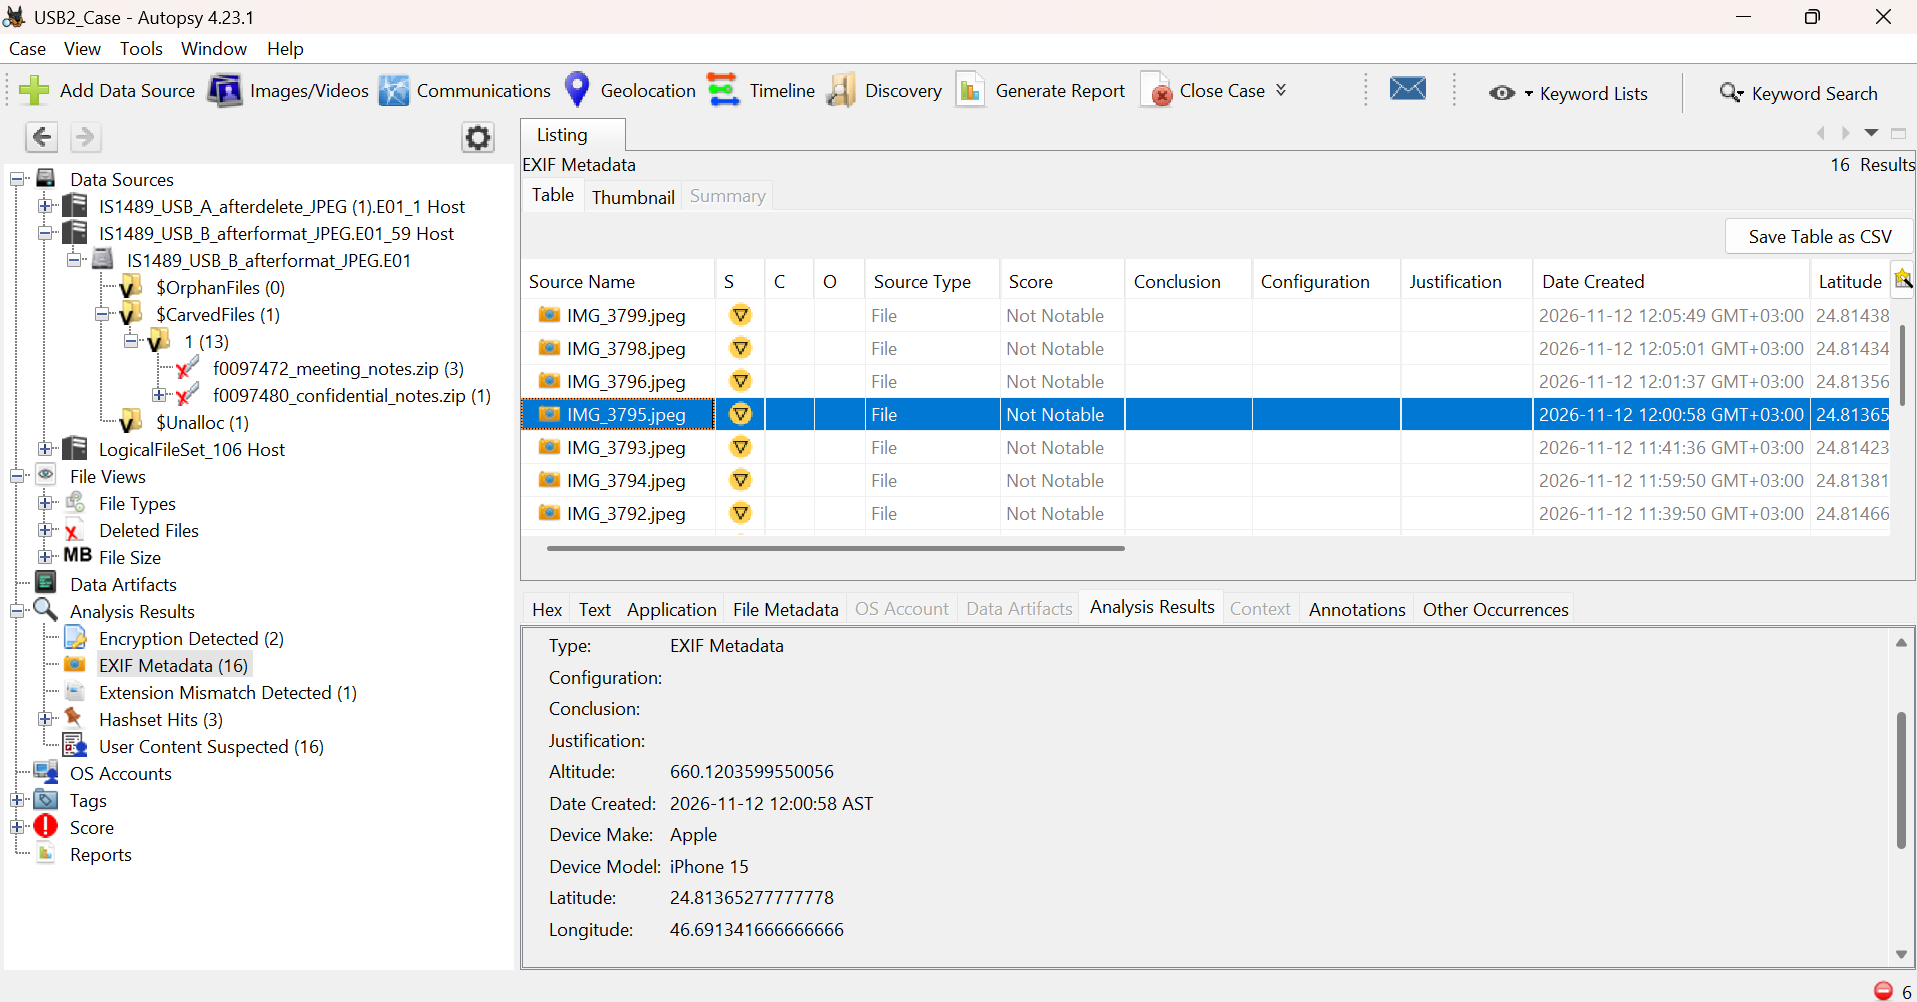 USB2_Case - Autopsy 4.23.1
Case View Tools Window Help
Add Data Source Images/Videos Communications Geolocation Timeline Discovery Generate Report Close Case Keyword Lists Keyword Search
Data Sources
IS1489_USB_A_afterdelete_JPEG (1).E01_1 Host
IS1489_USB_B_afterformat_JPEG.E01_59 Host
IS1489_USB_B_afterformat_JPEG.E01
$OrphanFiles (0)
$CarvedFiles (1)
1 (13)
f0097472_meeting_notes.zip (3)
f0097480_confidential_notes.zip (1)
$Unalloc (1)
LogicalFileSet_106 Host
File Views
File Types
Deleted Files
MB File Size
Data Artifacts
Analysis Results
Encryption Detected (2)
EXIF Metadata (16)
Extension Mismatch Detected (1)
Hashset Hits (3)
User Content Suspected (16)
OS Accounts
Tags
Score
Reports
Listing
EXIF Metadata 16 Results
Table Thumbnail Summary
Save Table as CSV
Source Name S C O Source Type Score Conclusion Configuration Justification Date Created Latitude
IMG_3799.jpeg File Not Notable 2026-11-12 12:05:49 GMT+03:00 24.81438
IMG_3798.jpeg File Not Notable 2026-11-12 12:05:01 GMT+03:00 24.81434
IMG_3796.jpeg File Not Notable 2026-11-12 12:01:37 GMT+03:00 24.81356
IMG_3795.jpeg File Not Notable 2026-11-12 12:00:58 GMT+03:00 24.81365
IMG_3793.jpeg File Not Notable 2026-11-12 11:41:36 GMT+03:00 24.81423
IMG_3794.jpeg File Not Notable 2026-11-12 11:59:50 GMT+03:00 24.81381
IMG_3792.jpeg File Not Notable 2026-11-12 11:39:50 GMT+03:00 24.81466
Hex Text Application File Metadata OS Account Data Artifacts Analysis Results Context Annotations Other Occurrences
Type: EXIF Metadata
Configuration:
Conclusion:
Justification:
Altitude: 660.1203599550056
Date Created: 2026-11-12 12:00:58 AST
Device Make: Apple
Device Model: iPhone 15
Latitude: 24.81365277777778
Longitude: 46.691341666666666
6